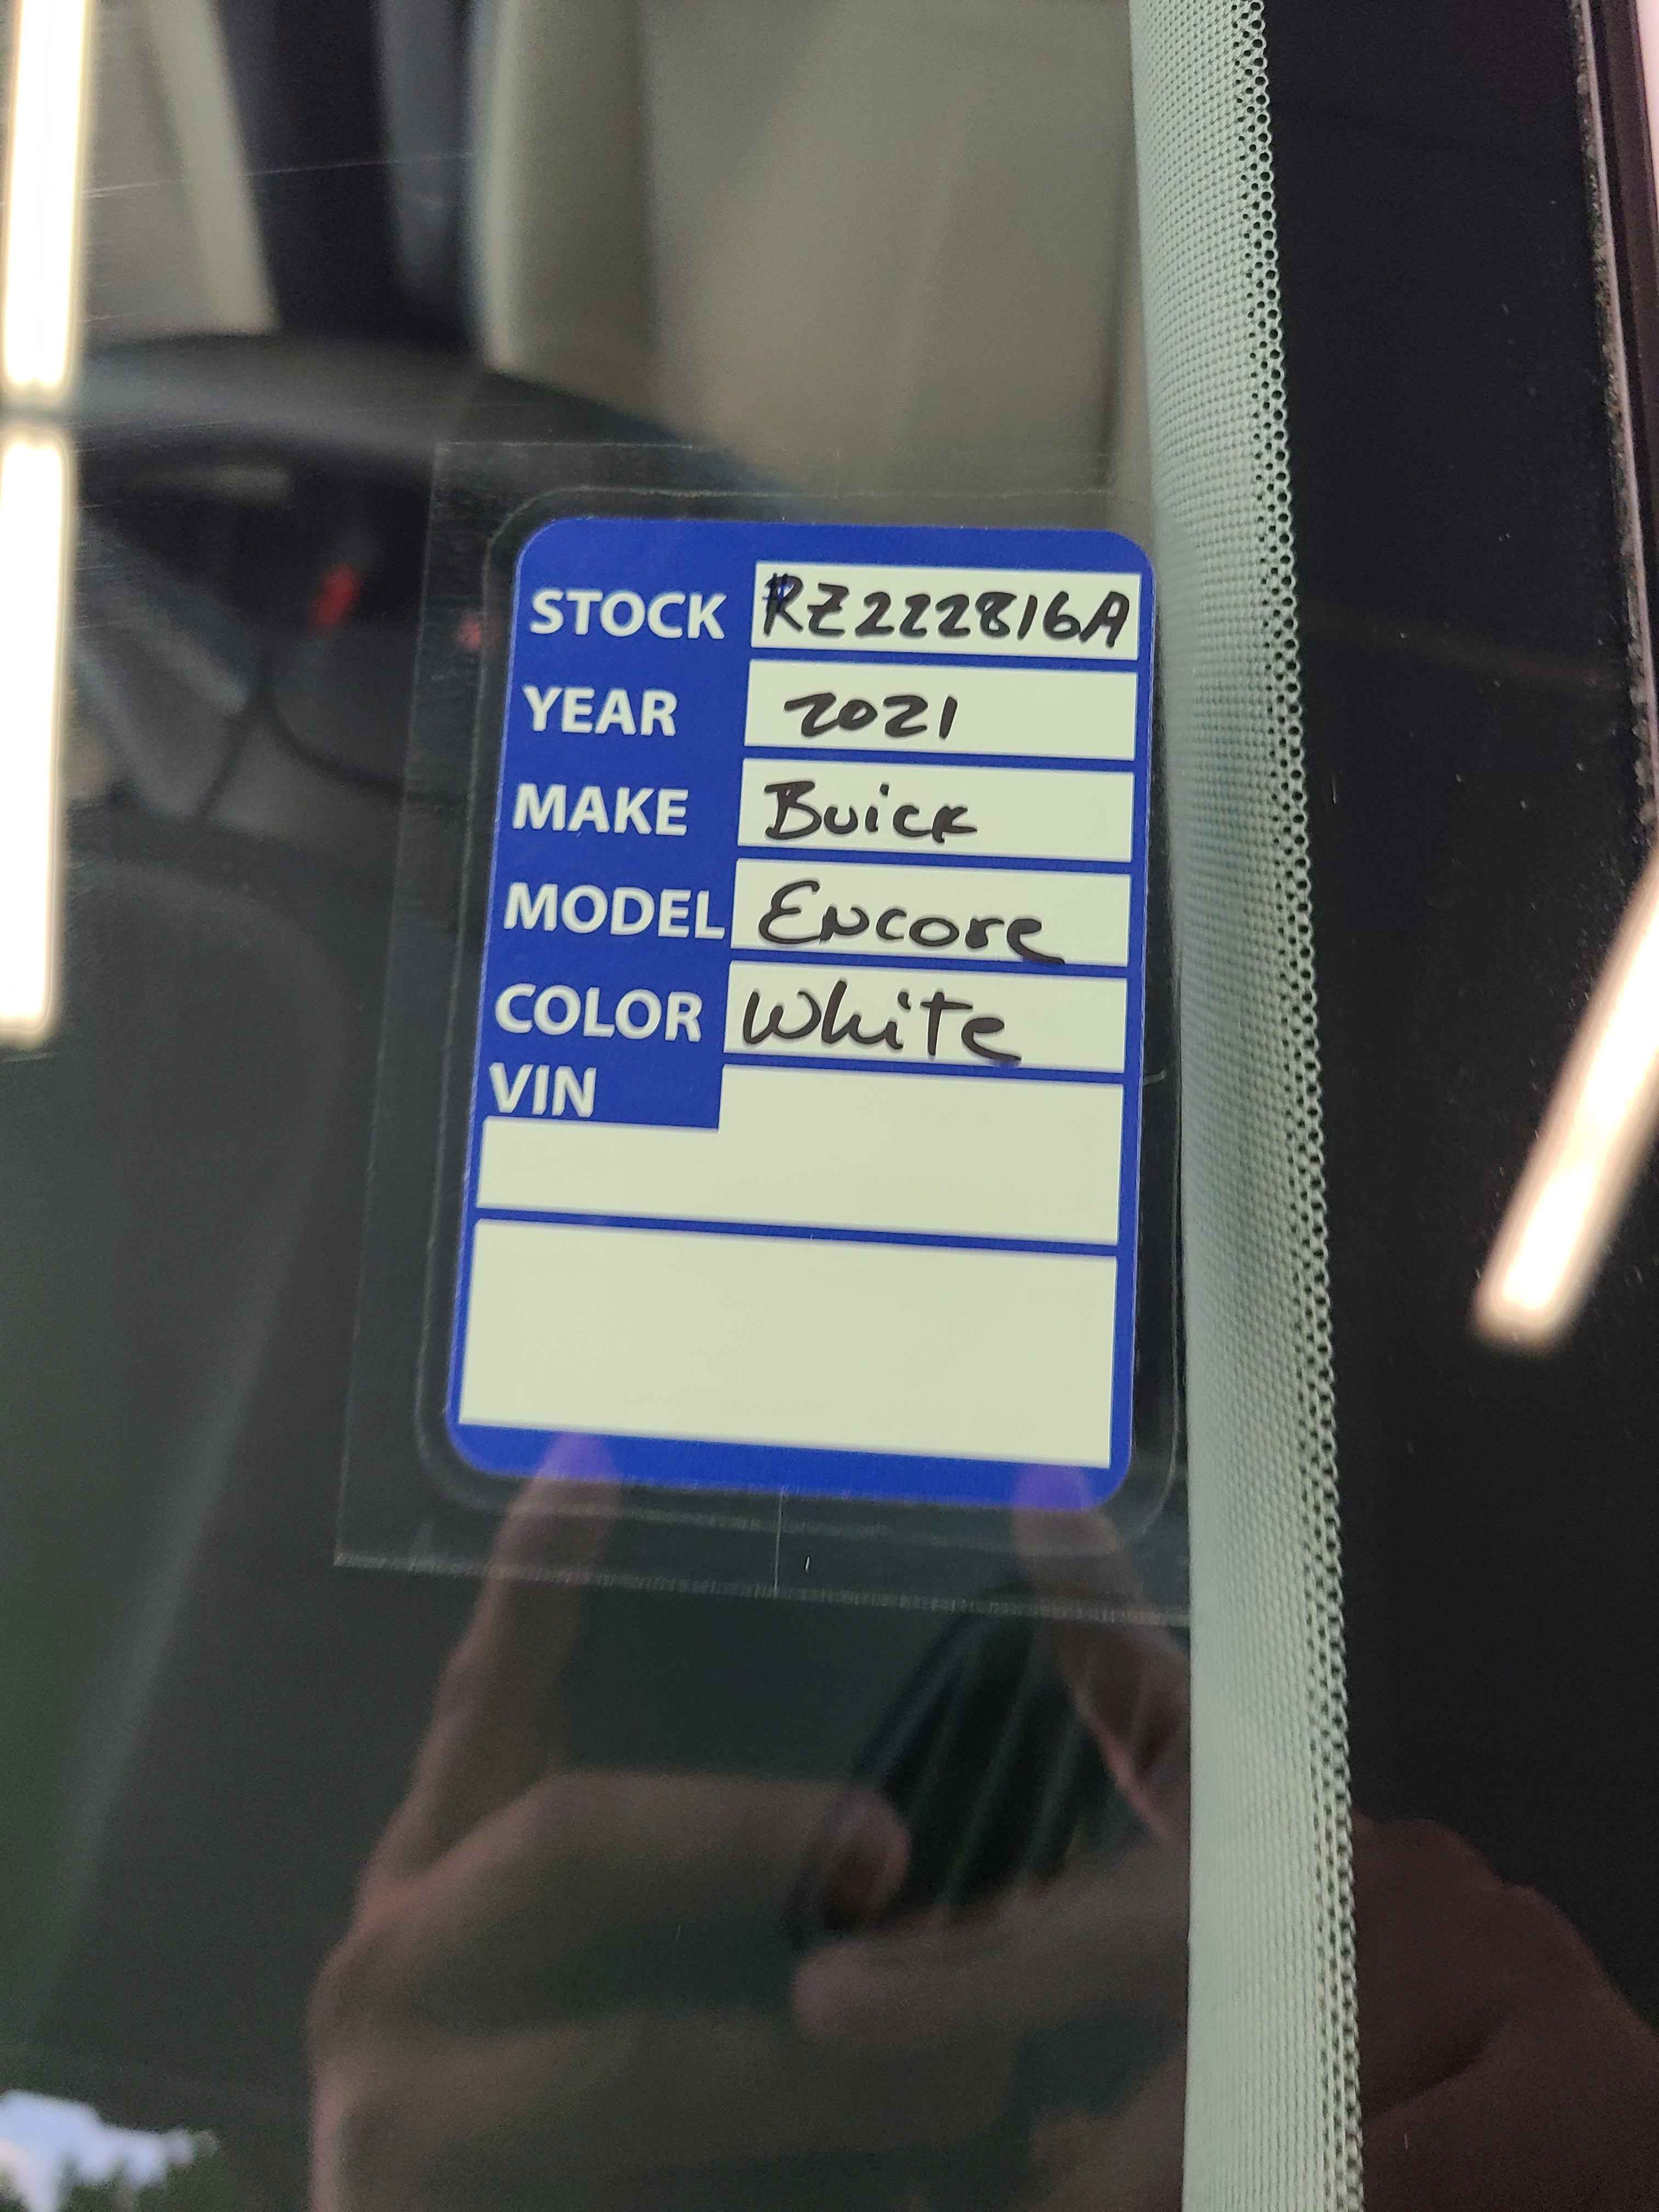 STOCK RZ222816A
YEAR 2021
MAKE Buick
MODEL Encore
COLOR White
VIN